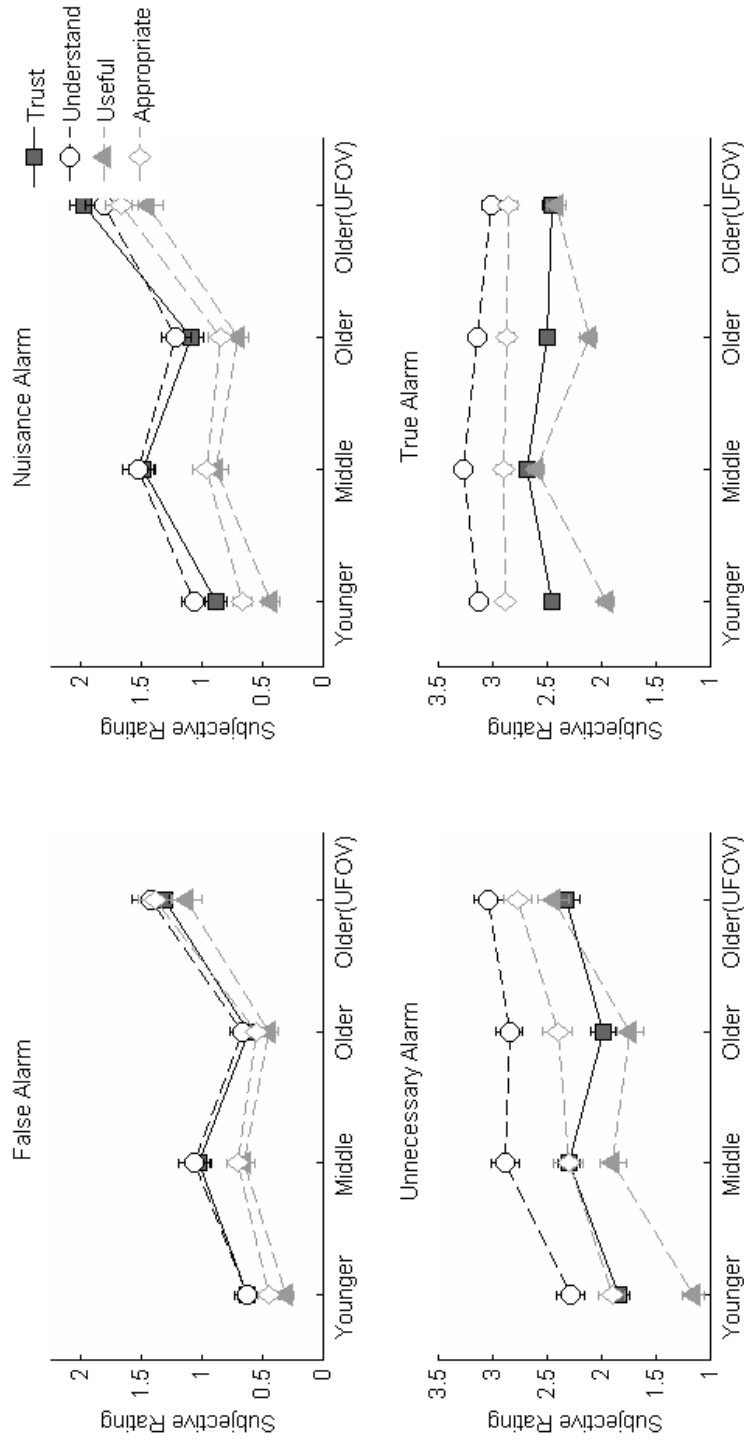 False Alarm
Subjective Rating
2
1.5
1
0.5
0
Younger Middle Older Older(UFOV)
Nuisance Alarm
Trust
Understand
Useful
Appropriate
Subjective Rating
2
1.5
1
0.5
0
Younger Middle Older Older(UFOV)
Unnecessary Alarm
Subjective Rating
3.5
3
2.5
2
1.5
1
Younger Middle Older Older(UFOV)
True Alarm
Subjective Rating
3.5
3
2.5
2
1.5
1
Younger Middle Older Older(UFOV)